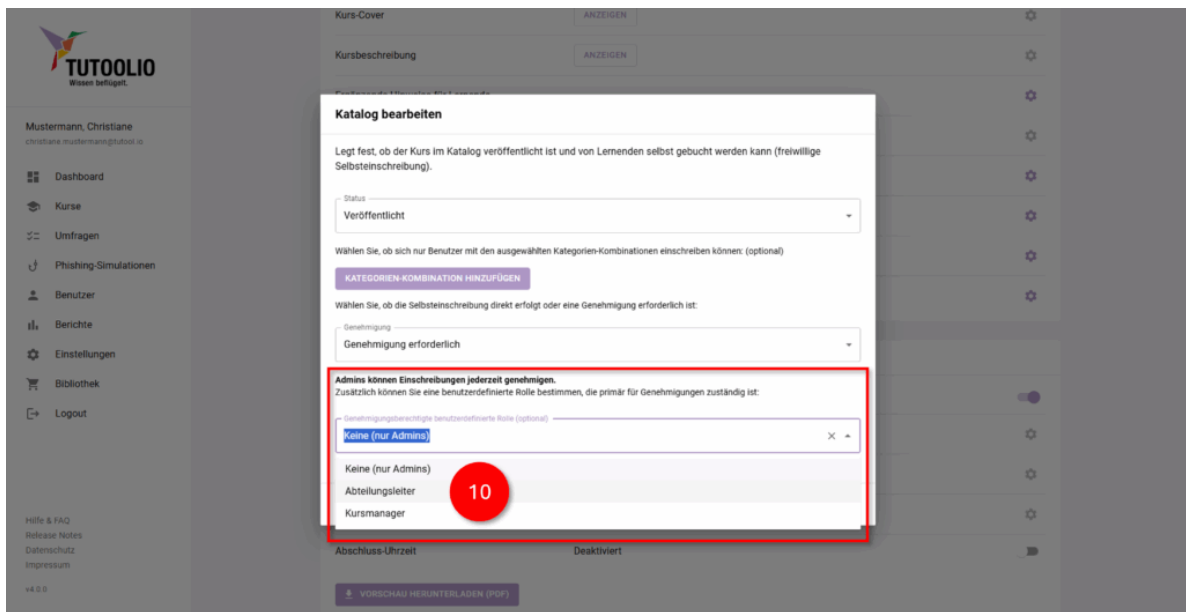 TUTOOLIO
Wissen beflügelt.
Mustermann, Christiane
christiane.mustermann@tutool.io
Dashboard
Kurse
Umfragen
Phishing-Simulationen
Benutzer
Berichte
Einstellungen
Bibliothek
Logout
Hilfe & FAQ
Release Notes
Datenschutz
Impressum
v4.0.0
Kurs-Cover ANZEIGEN
Kursbeschreibung ANZEIGEN
Ergänzende Hinweise für Lernende
Katalog bearbeiten
Legt fest, ob der Kurs im Katalog veröffentlicht ist und von Lernenden selbst gebucht werden kann (freiwillige
Selbsteinschreibung).
Status
Veröffentlicht
Wählen Sie, ob sich nur Benutzer mit den ausgewählten Kategorien-Kombinationen einschreiben können: (optional)
KATEGORIEN-KOMBINATION HINZUFÜGEN
Wählen Sie, ob die Selbsteinschreibung direkt erfolgt oder eine Genehmigung erforderlich ist:
Genehmigung
Genehmigung erforderlich
Admins können Einschreibungen jederzeit genehmigen.
Zusätzlich können Sie eine benutzerdefinierte Rolle bestimmen, die primär für Genehmigungen zuständig ist:
Genehmigungsberechtigte benutzerdefinierte Rolle (optional)
Keine (nur Admins)
Keine (nur Admins)
Abteilungsleiter
10
Kursmanager
Abschluss-Uhrzeit Deaktiviert
VORSCHAU HERUNTERLADEN (PDF)